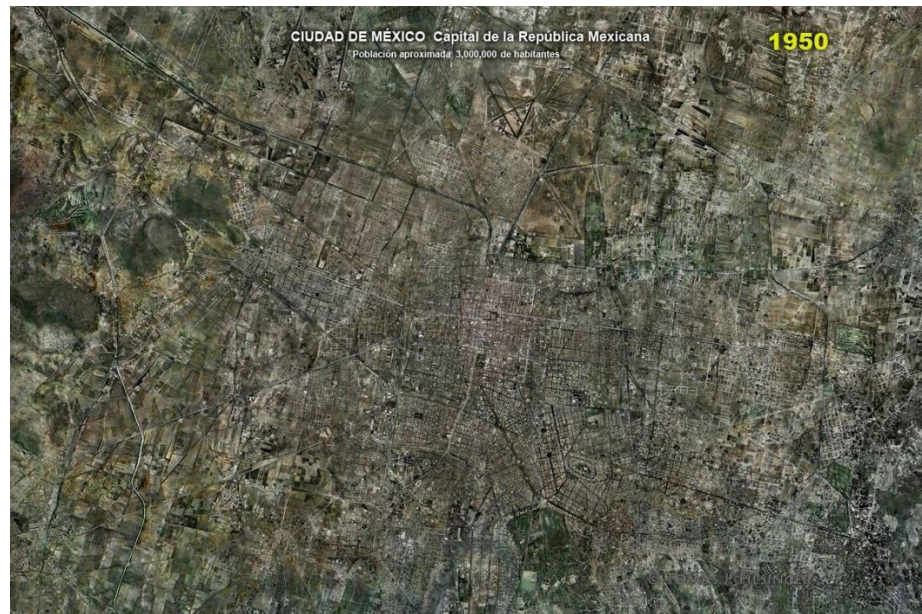 CIUDAD DE MÉXICO Capital de la República Mexicana
1950
Población aproximada 3,000,000 de habitantes